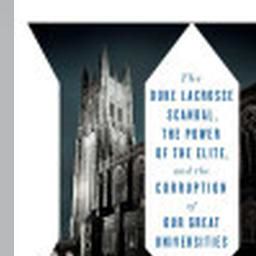 The
DUKE LACROSSE
SCANDAL,
THE POWER
OF THE ELITE,
and the
CORRUPTION
of
OUR GREAT
UNIVERSITIES